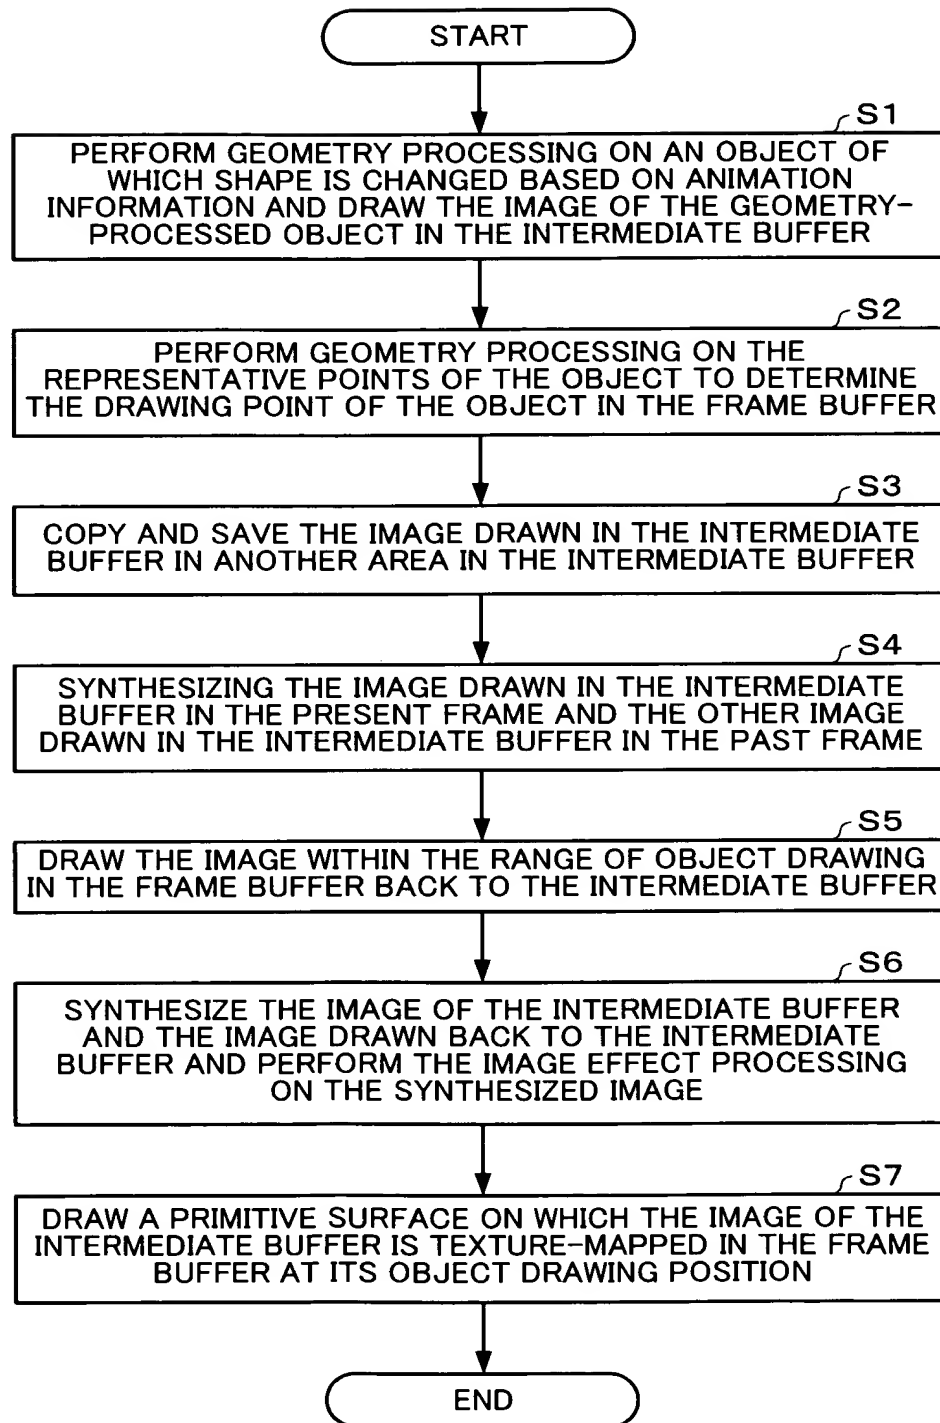 START
S1
PERFORM GEOMETRY PROCESSING ON AN OBJECT OF
WHICH SHAPE IS CHANGED BASED ON ANIMATION
INFORMATION AND DRAW THE IMAGE OF THE GEOMETRY-
PROCESSED OBJECT IN THE INTERMEDIATE BUFFER
S2
PERFORM GEOMETRY PROCESSING ON THE
REPRESENTATIVE POINTS OF THE OBJECT TO DETERMINE
THE DRAWING POINT OF THE OBJECT IN THE FRAME BUFFER
S3
COPY AND SAVE THE IMAGE DRAWN IN THE INTERMEDIATE
BUFFER IN ANOTHER AREA IN THE INTERMEDIATE BUFFER
S4
SYNTHESIZING THE IMAGE DRAWN IN THE INTERMEDIATE
BUFFER IN THE PRESENT FRAME AND THE OTHER IMAGE
DRAWN IN THE INTERMEDIATE BUFFER IN THE PAST FRAME
S5
DRAW THE IMAGE WITHIN THE RANGE OF OBJECT DRAWING
IN THE FRAME BUFFER BACK TO THE INTERMEDIATE BUFFER
S6
SYNTHESIZE THE IMAGE OF THE INTERMEDIATE BUFFER
AND THE IMAGE DRAWN BACK TO THE INTERMEDIATE
BUFFER AND PERFORM THE IMAGE EFFECT PROCESSING
ON THE SYNTHESIZED IMAGE
S7
DRAW A PRIMITIVE SURFACE ON WHICH THE IMAGE OF THE
INTERMEDIATE BUFFER IS TEXTURE-MAPPED IN THE FRAME
BUFFER AT ITS OBJECT DRAWING POSITION
END